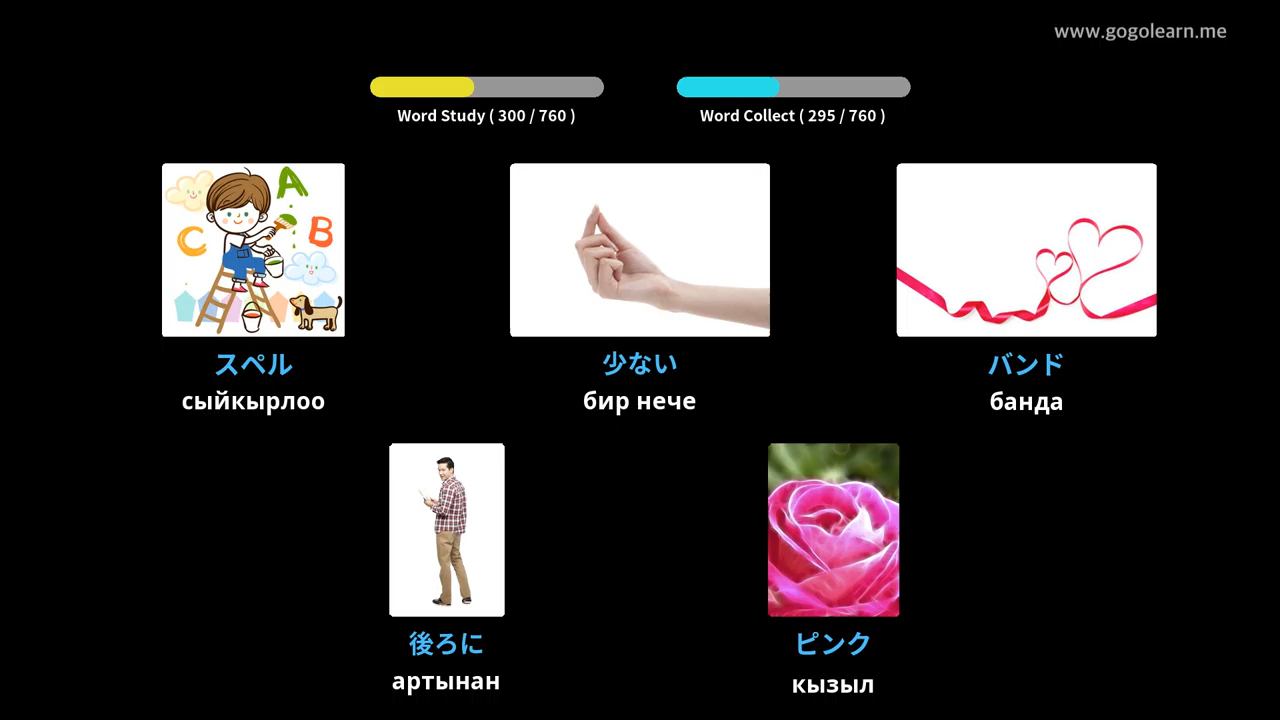 www.gogolearn.me
Word Study ( 300 / 760 )
Word Collect ( 295 / 760 )
A
B
C
スペル
сыйкырлоо
少ない
бир нече
バンド
банда
後ろに
артынан
ピンク
кызыл